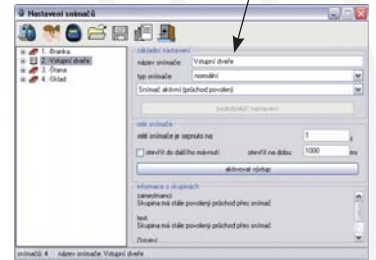 Nastavení snímačů
1. -Branka
2. Vstupní dveře
3. -Brana
4. -Sklad
základní nastavení
název snímače Vstupní dveře
typ snímače normální
Snímač aktivní (průchod povolen)
podrobnější nastavení
relé snímače
relé snímače je sepnuto na: 1 s
otevřít do dalšího mávnutí otevřít na dobu 1000 ms
aktivovat výstup
informace o skupinách
zamestnanci
Skupina má stále povolený průchod přes snímač
test
Skupina má stále povolený průchod přes snímač
snímačů: 4 název snímače: Vstupní dveře